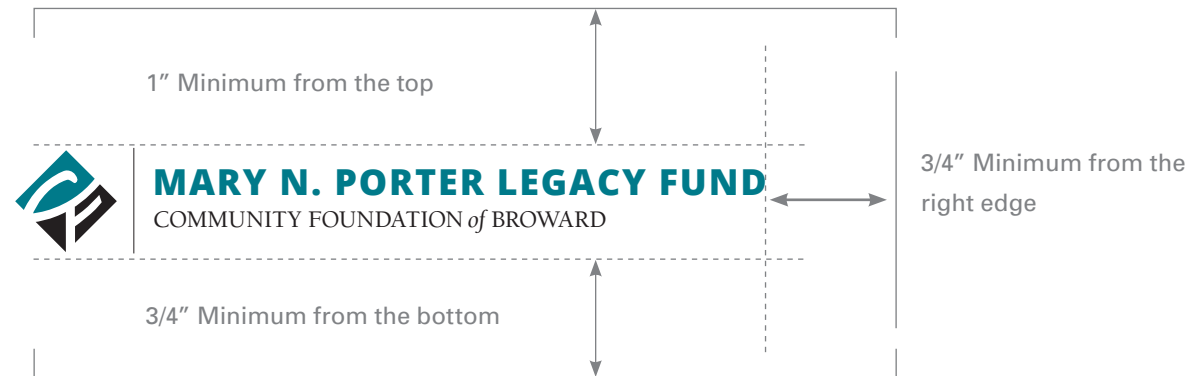 1” Minimum from the top
MARY N. PORTER LEGACY FUND
COMMUNITY FOUNDATION of BROWARD
3/4” Minimum from the
right edge
3/4” Minimum from the bottom